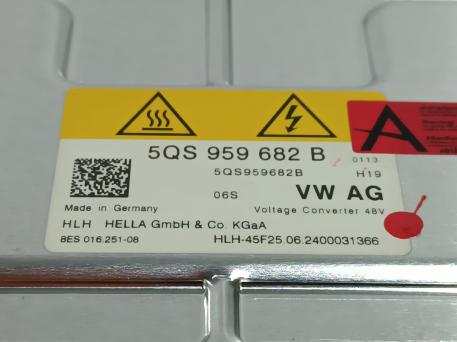 5QS 959 682 B
0113
5QS959682B
H19
06S
VW AG
Made in Germany
Voltage Converter 48V
HLH HELLA GmbH & Co. KGaA
8ES 016.251-08
HLH-45F25 06.2400031366
A